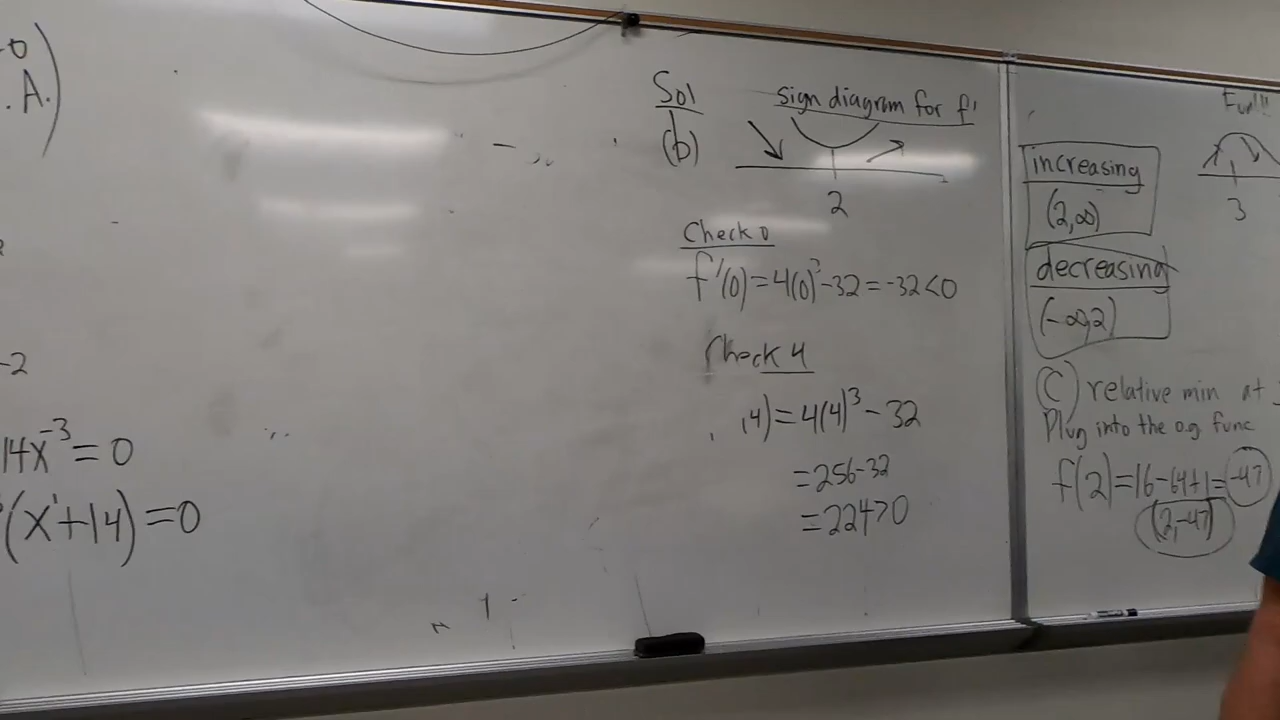 .A.)
-2
14x⁻³ = 0
(x¹+14) = 0
Sol
(b)
sign diagram for f'
2
Check 0
f'(0) = 4(0)³ - 32 = -32 < 0
Check 4
4) = 4(4)³ - 32
= 256-32
= 224 > 0
increasing
(2, ∞)
decreasing
(-∞, 2)
3
(C) relative min at
Plug into the og func
f(2) = 16 - 64 + 1 = -47
(2, -47)